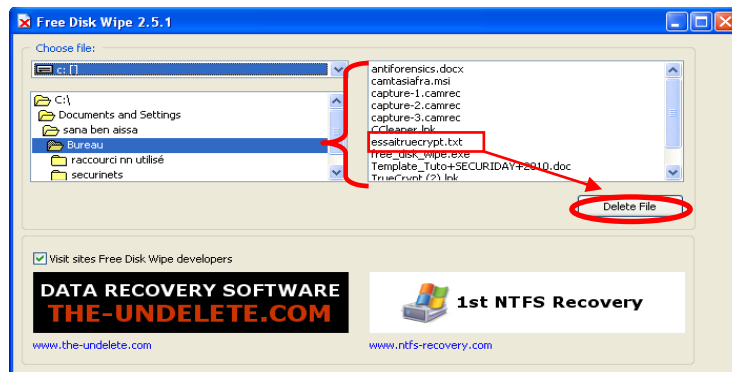 Free Disk Wipe 2.5.1
Choose file:
c: []
C:\
Documents and Settings
sana ben aissa
Bureau
raccourci nn utilisé
securinets
antiforensics.docx
camtasiafra.msi
capture-1.camrec
capture-2.camrec
capture-3.camrec
CCleaner.lnk
essaitruecrypt.txt
free_disk_wipe.exe
Template_Tuto+SECURIDAY+2010.doc
TrueCrypt (2).lnk
Delete File
Visit sites Free Disk Wipe developers
DATA RECOVERY SOFTWARE
THE-UNDELETE.COM
1st NTFS Recovery
www.the-undelete.com
www.ntfs-recovery.com